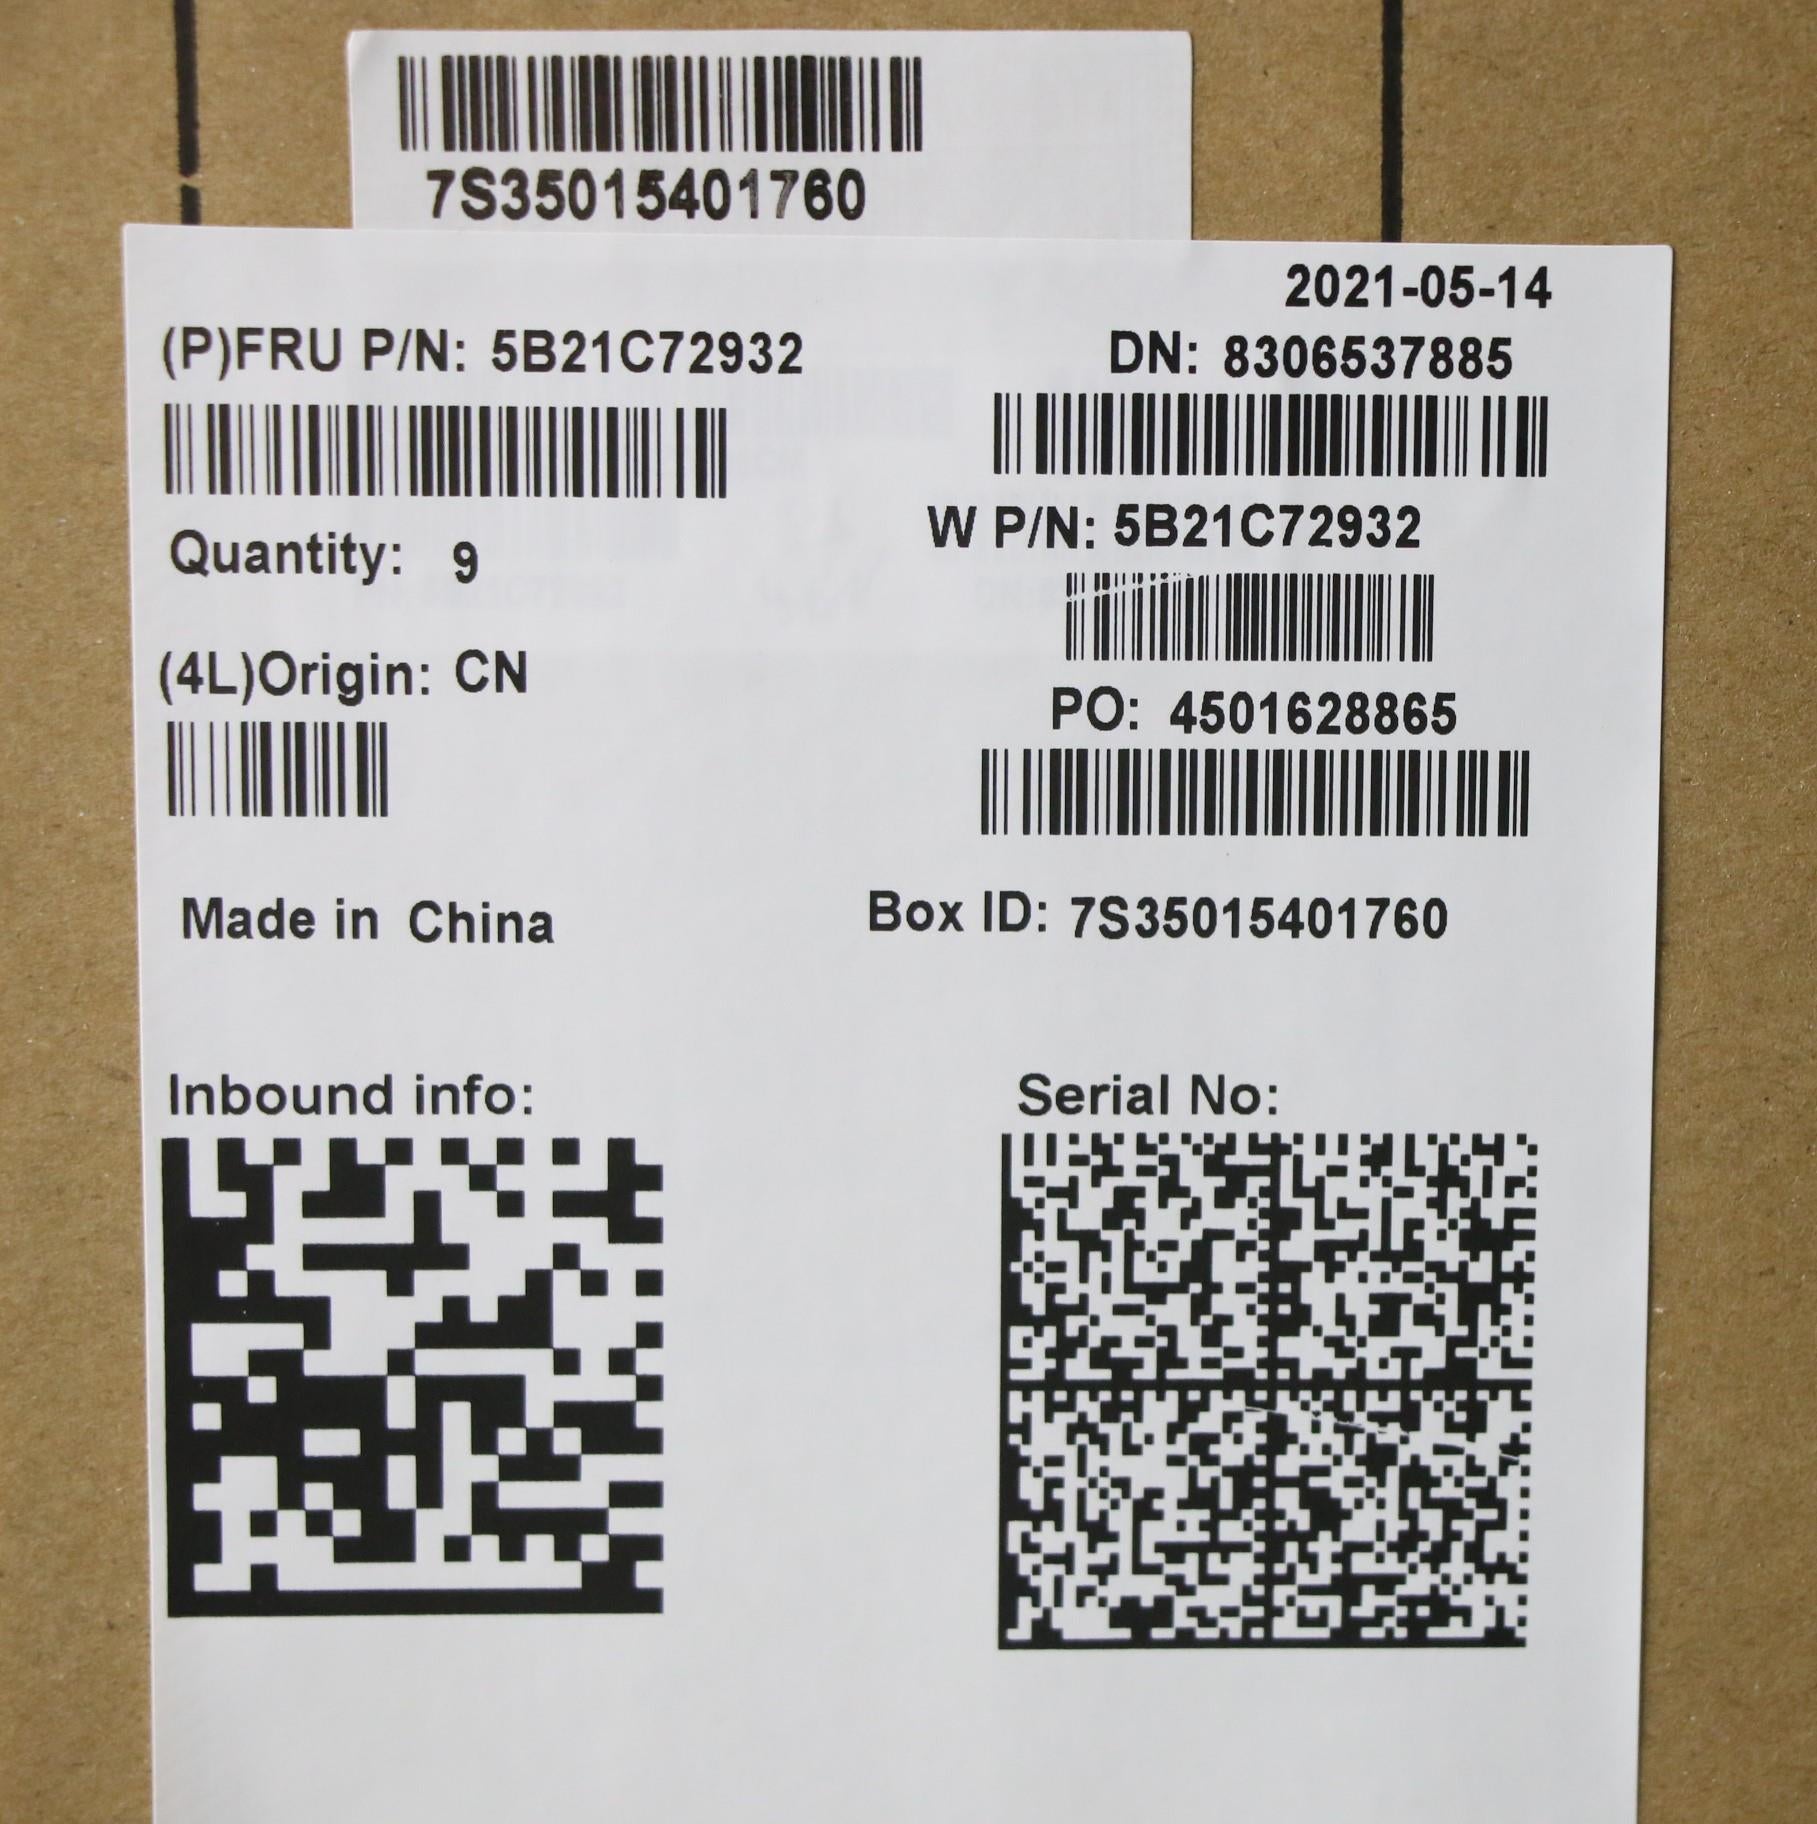 7S35015401760
2021-05-14
(P)FRU P/N: 5B21C72932
DN: 8306537885
W P/N: 5B21C72932
Quantity: 9
(4L)Origin: CN
PO: 4501628865
Made in China
Box ID: 7S35015401760
Inbound info:
Serial No: